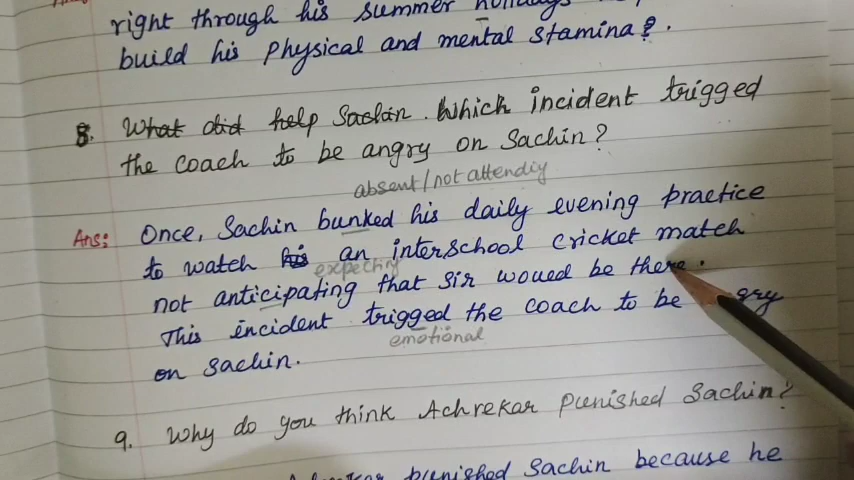 right through his summer holidays
build his physical and mental stamina?.
8. What did help Sachin. Which incident trigged
the coach to be angry on Sachin?
absent/not attending
Ans: Once, Sachin bunked his daily evening practice
to watch his an interschool cricket match
expecting
not anticipating that sir would be there.
This incident trigged the coach to be gry
emotional
on Sachin.
9. Why do you think Achrekar punished Sachin?
punished Sachin because he